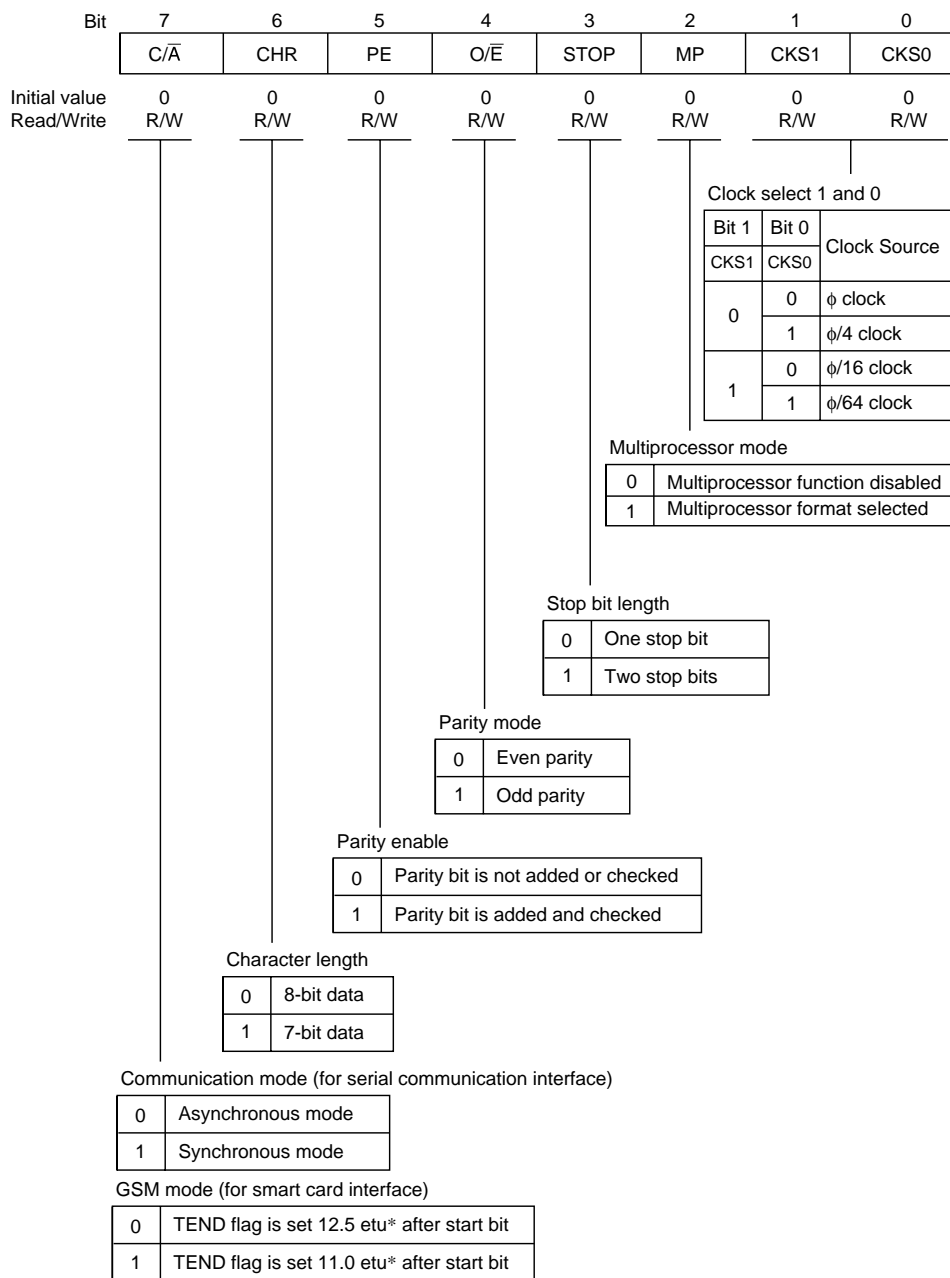 Bit 7 6 5 4 3 2 1 0
C/A̅ CHR PE O/E̅ STOP MP CKS1 CKS0
Initial value 0 0 0 0 0 0 0 0
Read/Write R/W R/W R/W R/W R/W R/W R/W R/W
Clock select 1 and 0
Bit 1 Bit 0 Clock Source
CKS1 CKS0
0 0 ϕ clock
1 ϕ/4 clock
1 0 ϕ/16 clock
1 ϕ/64 clock
Multiprocessor mode
0 Multiprocessor function disabled
1 Multiprocessor format selected
Stop bit length
0 One stop bit
1 Two stop bits
Parity mode
0 Even parity
1 Odd parity
Parity enable
0 Parity bit is not added or checked
1 Parity bit is added and checked
Character length
0 8-bit data
1 7-bit data
Communication mode (for serial communication interface)
0 Asynchronous mode
1 Synchronous mode
GSM mode (for smart card interface)
0 TEND flag is set 12.5 etu* after start bit
1 TEND flag is set 11.0 etu* after start bit